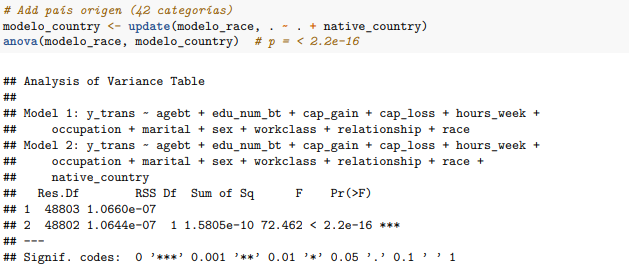 # Add país origen (42 categorías)
modelo_country <- update(modelo_race, . ~ . + native_country)
anova(modelo_race, modelo_country)  # p = < 2.2e-16
## Analysis of Variance Table
##
## Model 1: y_trans ~ agebt + edu_num_bt + cap_gain + cap_loss + hours_week +
##     occupation + marital + sex + workclass + relationship + race
## Model 2: y_trans ~ agebt + edu_num_bt + cap_gain + cap_loss + hours_week +
##     occupation + marital + sex + workclass + relationship + race +
##     native_country
##   Res.Df        RSS Df  Sum of Sq      F    Pr(>F)
## 1  48803 1.0660e-07
## 2  48802 1.0644e-07  1 1.5805e-10 72.462 < 2.2e-16 ***
## ---
## Signif. codes:  0 '***' 0.001 '**' 0.01 '*' 0.05 '.' 0.1 ' ' 1